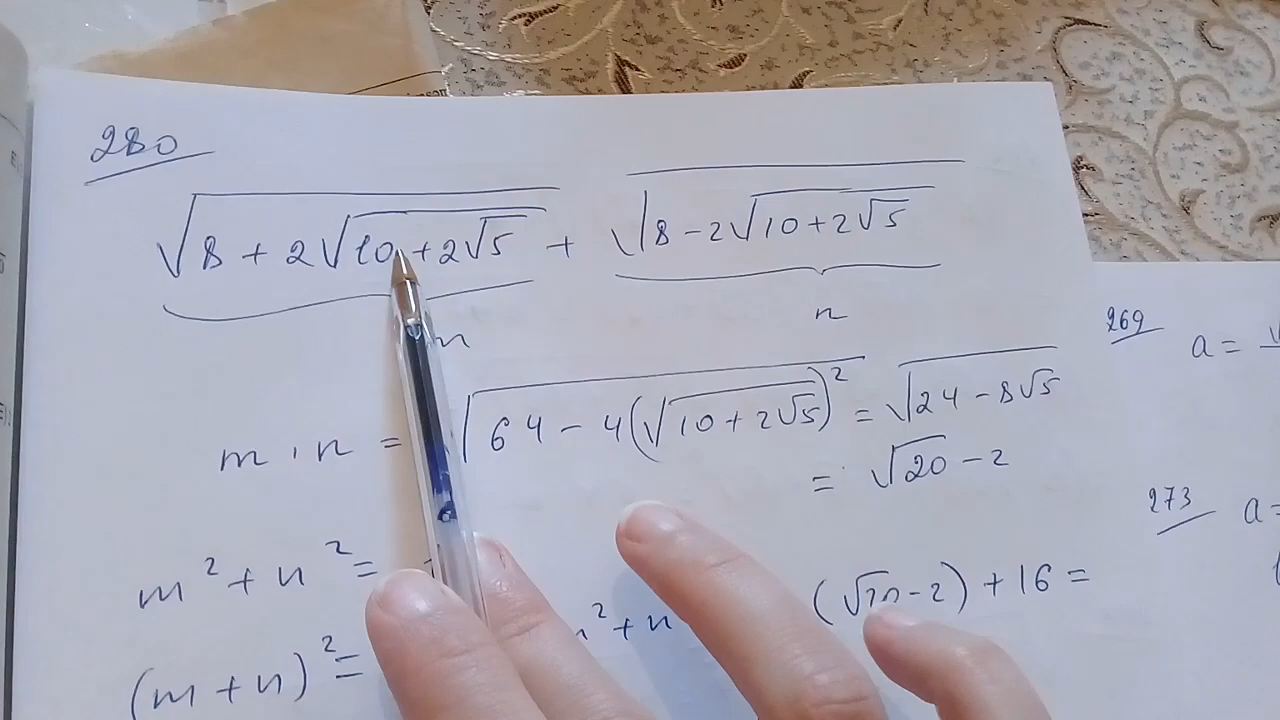 280
√(8 + 2√(10 + 2√5)) + √(8 - 2√(10 + 2√5))
n
m · n = √(64 - 4(√(10 + 2√5))² = √(24 - 8√5)
= √20 - 2
m² + n² =
(m + n)² = ² + n (√20 - 2) + 16 =
269
a =
273
a =